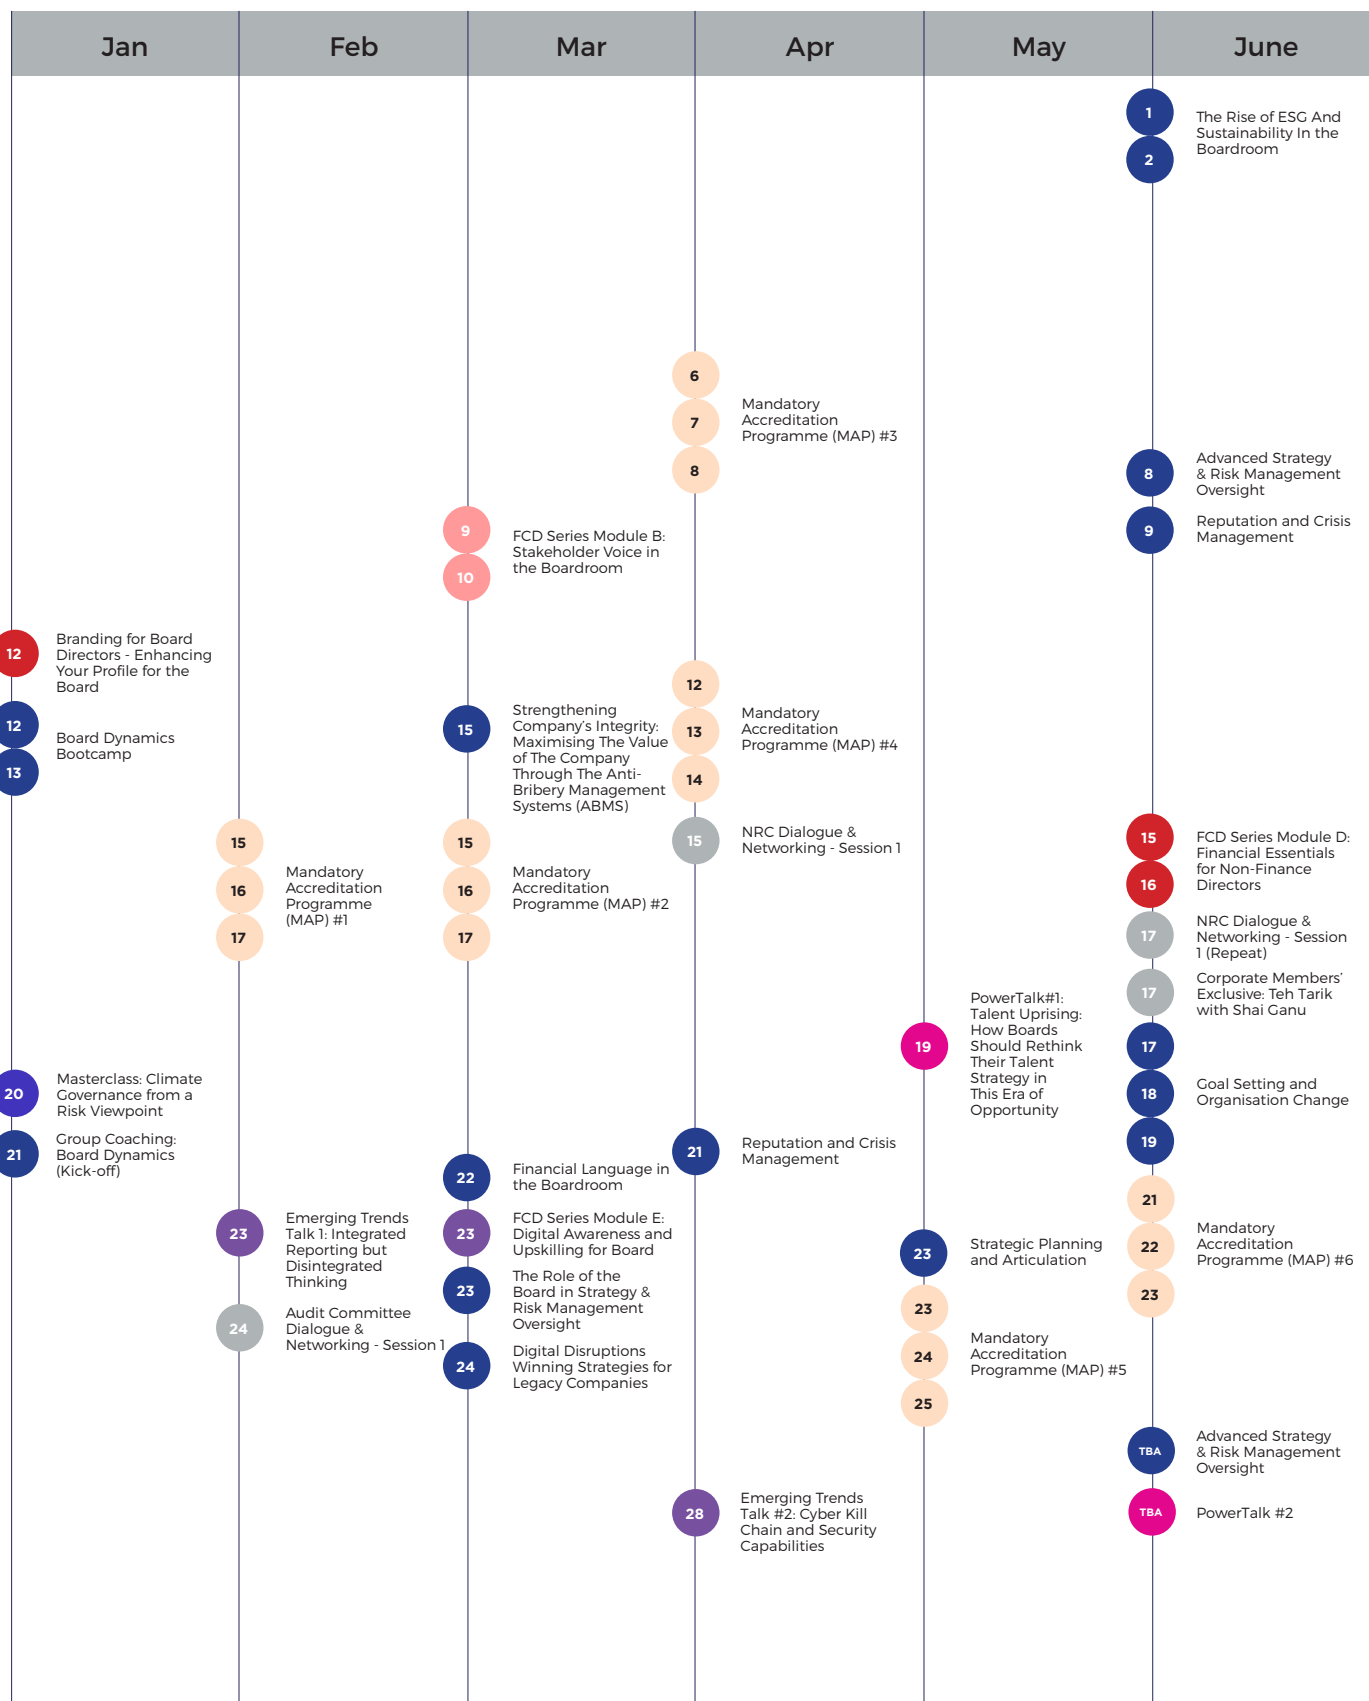 Jan
Feb
Mar
Apr
May
June
12
Branding for Board
Directors - Enhancing
Your Profile for the
Board
12
13
Board Dynamics
Bootcamp
20
Masterclass: Climate
Governance from a
Risk Viewpoint
21
Group Coaching:
Board Dynamics
(Kick-off)
15
16
17
Mandatory
Accreditation
Programme
(MAP) #1
23
Emerging Trends
Talk 1: Integrated
Reporting but
Disintegrated
Thinking
24
Audit Committee
Dialogue &
Networking - Session 1
9
10
FCD Series Module B:
Stakeholder Voice in
the Boardroom
15
Strengthening
Company's Integrity:
Maximising The Value
of The Company
Through The Anti-
Bribery Management
Systems (ABMS)
15
16
17
Mandatory
Accreditation
Programme (MAP) #2
22
Financial Language in
the Boardroom
23
FCD Series Module E:
Digital Awareness and
Upskilling for Board
23
The Role of the
Board in Strategy &
Risk Management
Oversight
24
Digital Disruptions
Winning Strategies for
Legacy Companies
6
7
8
Mandatory
Accreditation
Programme (MAP) #3
12
13
14
Mandatory
Accreditation
Programme (MAP) #4
15
NRC Dialogue &
Networking - Session 1
21
Reputation and Crisis
Management
28
Emerging Trends
Talk #2: Cyber Kill
Chain and Security
Capabilities
19
PowerTalk#1:
Talent Uprising:
How Boards
Should Rethink
Their Talent
Strategy in
This Era of
Opportunity
23
Strategic Planning
and Articulation
23
24
25
Mandatory
Accreditation
Programme (MAP) #5
1
2
The Rise of ESG And
Sustainability In the
Boardroom
8
Advanced Strategy
& Risk Management
Oversight
9
Reputation and Crisis
Management
15
16
FCD Series Module D:
Financial Essentials
for Non-Finance
Directors
17
NRC Dialogue &
Networking - Session
1 (Repeat)
17
Corporate Members'
Exclusive: Teh Tarik
with Shai Ganu
17
18
19
Goal Setting and
Organisation Change
21
22
23
Mandatory
Accreditation
Programme (MAP) #6
TBA
Advanced Strategy
& Risk Management
Oversight
TBA
PowerTalk #2